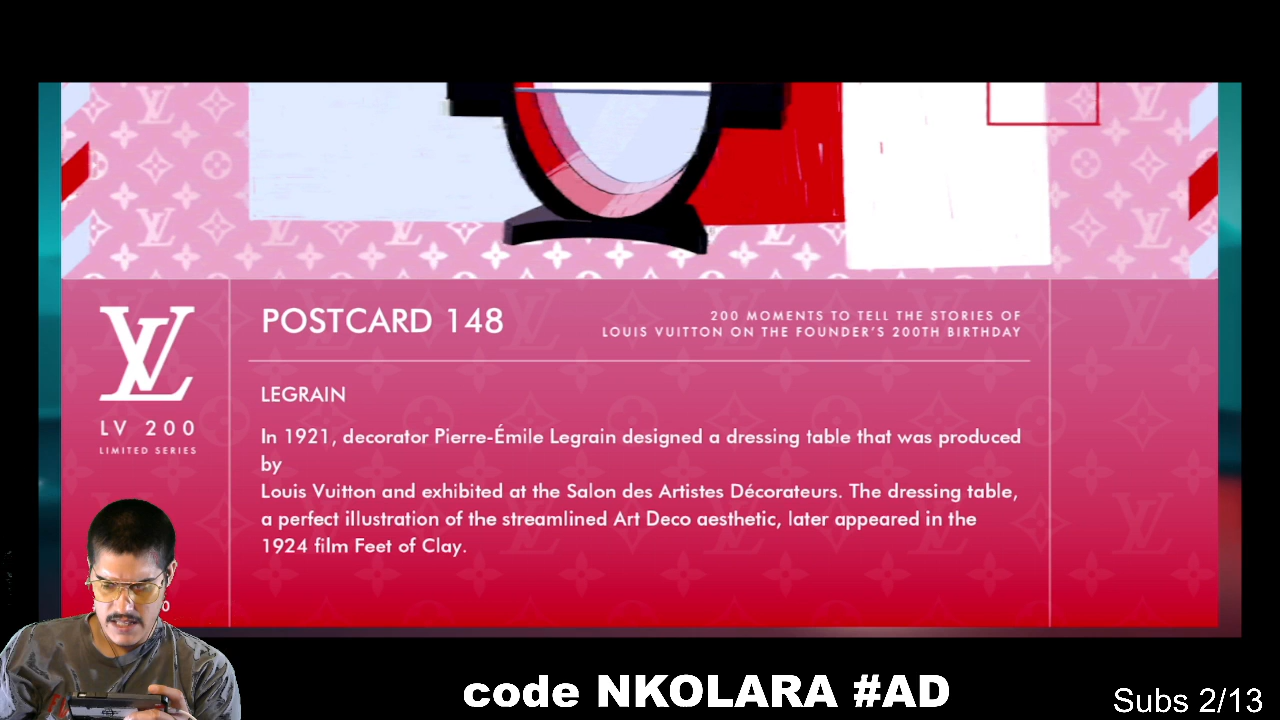 POSTCARD 148
200 MOMENTS TO TELL THE STORIES OF
LOUIS VUITTON ON THE FOUNDER'S 200TH BIRTHDAY
LV
LV 200
LIMITED SERIES
LEGRAIN
In 1921, decorator Pierre-Émile Legrain designed a dressing table that was produced
by
Louis Vuitton and exhibited at the Salon des Artistes Décorateurs. The dressing table,
a perfect illustration of the streamlined Art Deco aesthetic, later appeared in the
1924 film Feet of Clay.
code NKOLARA #AD
Subs 2/13